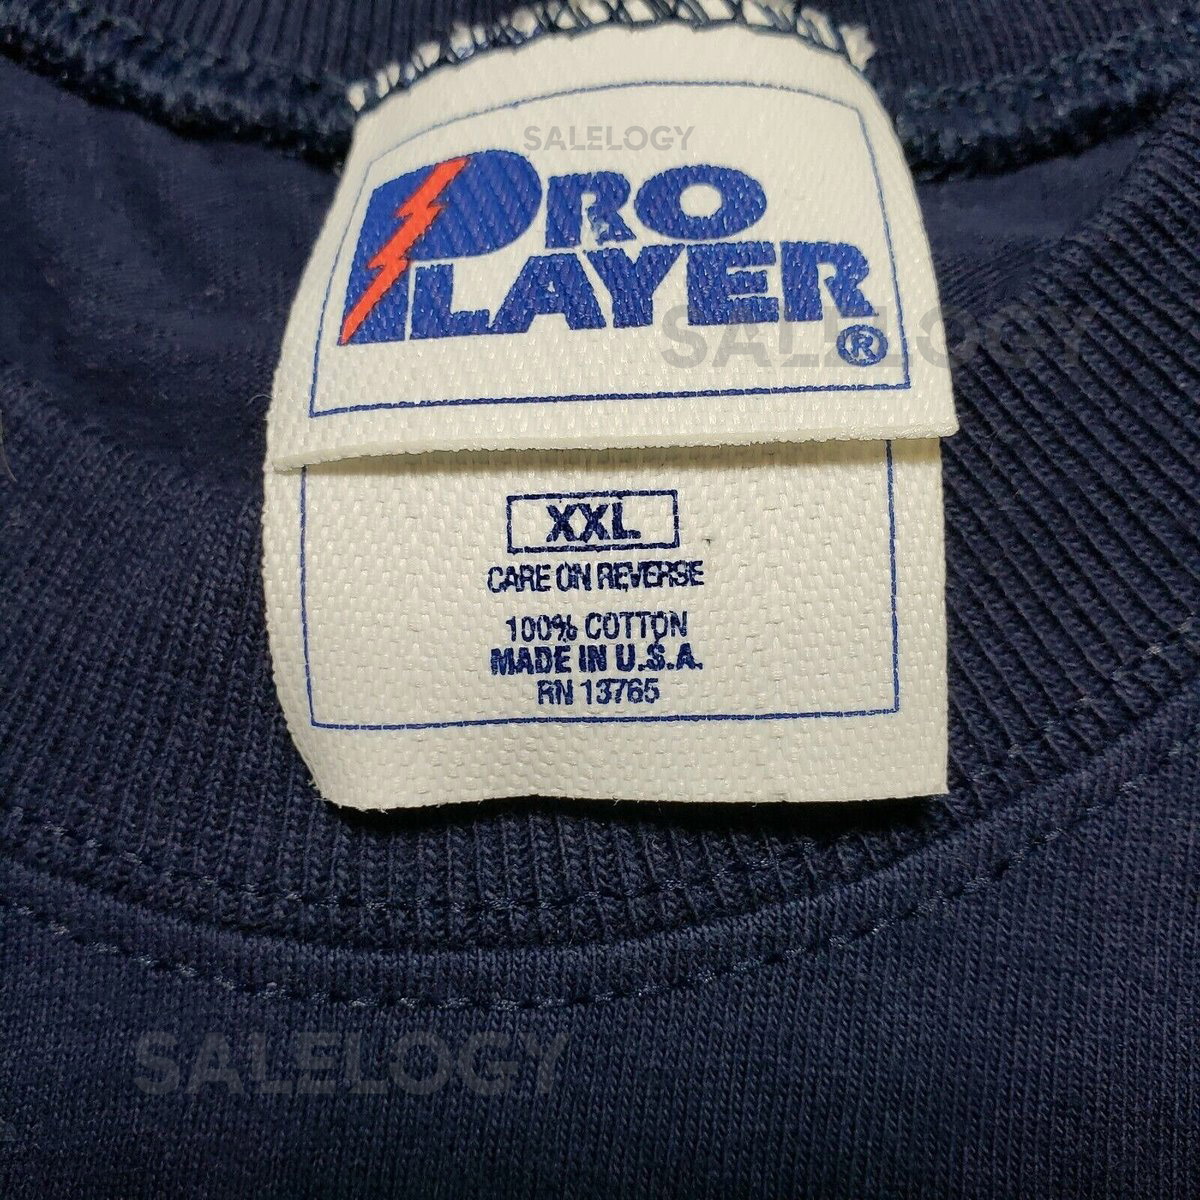 SALELOGY
PRO
PLAYER
®
SALELOGY
XXL
CARE ON REVERSE
100% COTTON
MADE IN U.S.A.
RN 13765
SALELOGY